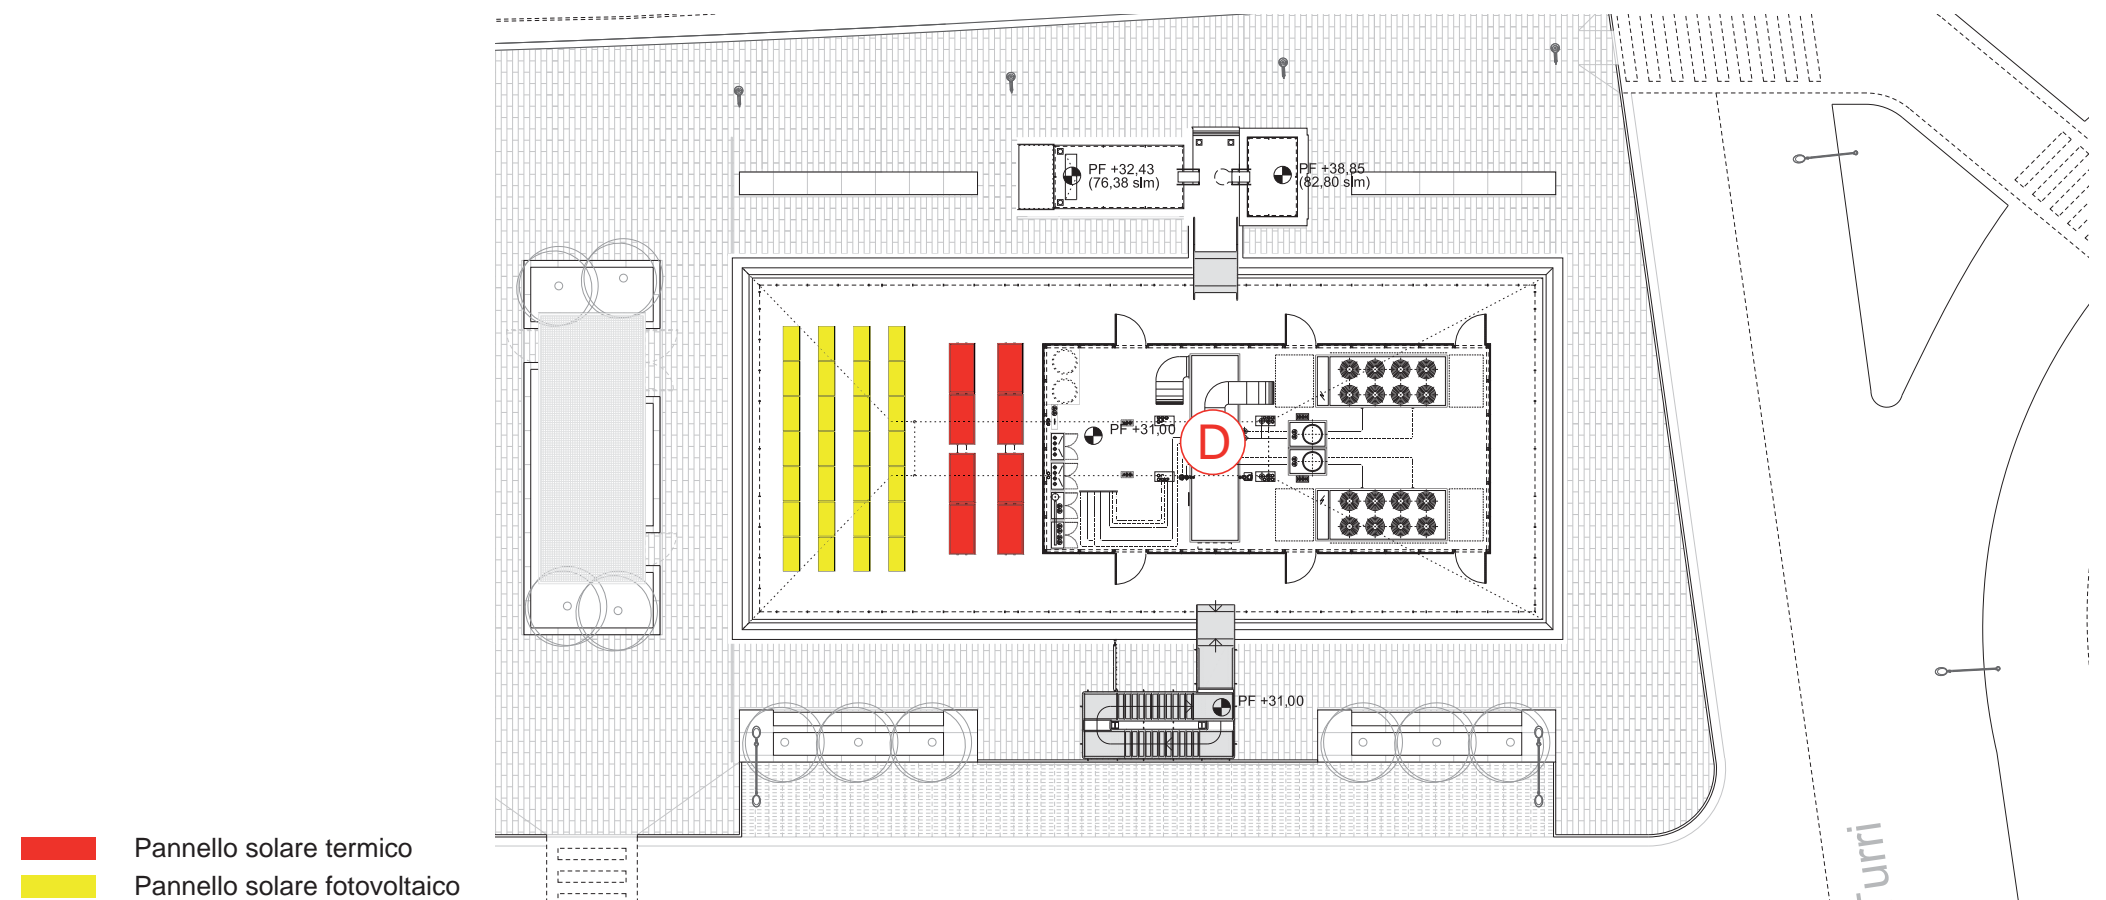 PF +32,43
(76,38 slm)
PF +38,85
(82,80 slm)
PF +31,00
D
PF +31,00
Turri
Pannello solare termico
Pannello solare fotovoltaico